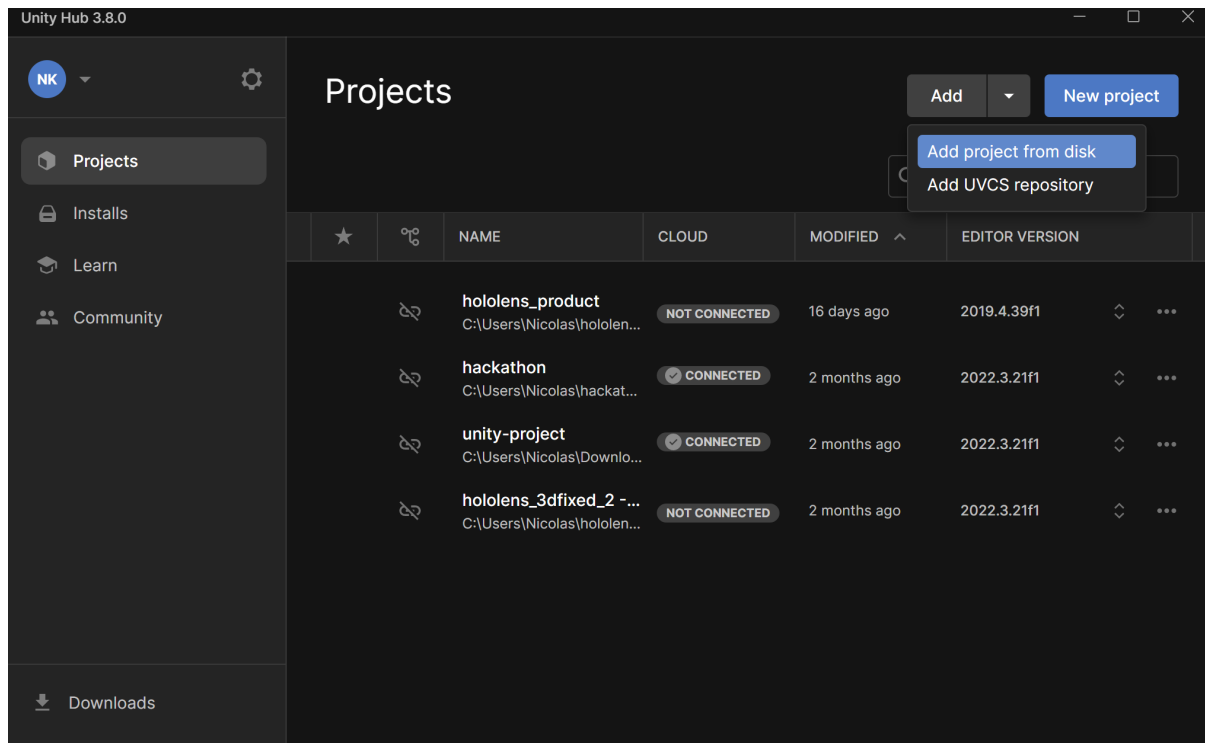 Unity Hub 3.8.0
NK
Projects
Add
New project
Add project from disk
Add UVCS repository
Projects
Installs
Learn
Community
NAME CLOUD MODIFIED EDITOR VERSION
hololens_product
C:\Users\Nicolas\hololen...
NOT CONNECTED
16 days ago
2019.4.39f1
hackathon
C:\Users\Nicolas\hackat...
CONNECTED
2 months ago
2022.3.21f1
unity-project
C:\Users\Nicolas\Downlo...
CONNECTED
2 months ago
2022.3.21f1
hololens_3dfixed_2 -...
C:\Users\Nicolas\hololen...
NOT CONNECTED
2 months ago
2022.3.21f1
Downloads